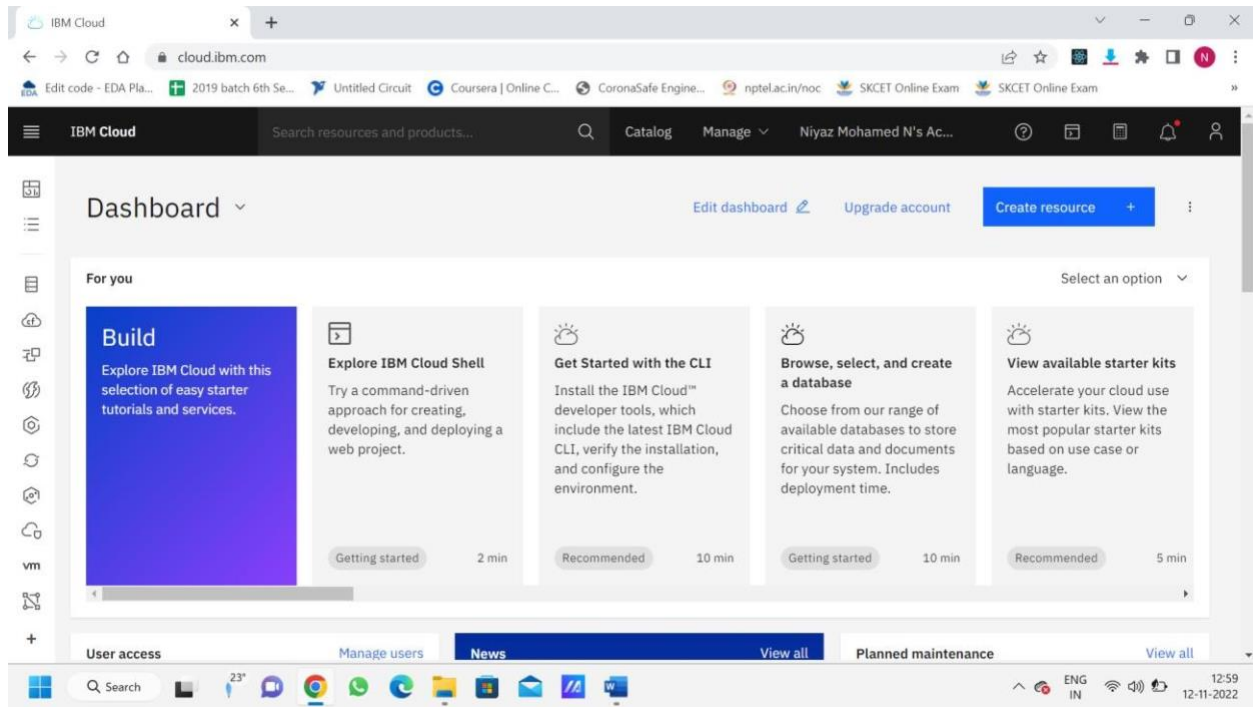 IBM Cloud
cloud.ibm.com
N
EDA
Edit code - EDA Pla...
2019 batch 6th Se...
Untitled Circuit
Coursera | Online C...
CoronaSafe Engine...
nptel.ac.in/noc
SKCET Online Exam
SKCET Online Exam
»
IBM Cloud
Search resources and products...
Catalog
Manage
Niyaz Mohamed N's Ac...
Dashboard
Edit dashboard
Upgrade account
Create resource +
For you
Select an option
Build
Explore IBM Cloud with this
selection of easy starter
tutorials and services.
Explore IBM Cloud Shell
Try a command-driven
approach for creating,
developing, and deploying a
web project.
Getting started
2 min
Get Started with the CLI
Install the IBM Cloud™
developer tools, which
include the latest IBM Cloud
CLI, verify the installation,
and configure the
environment.
Recommended
10 min
Browse, select, and create
a database
Choose from our range of
available databases to store
critical data and documents
for your system. Includes
deployment time.
Getting started
10 min
View available starter kits
Accelerate your cloud use
with starter kits. View the
most popular starter kits
based on use case or
language.
Recommended
5 min
vm
User access
Manage users
News
View all
Planned maintenance
View all
Search
23°
ENG
IN
12:59
12-11-2022